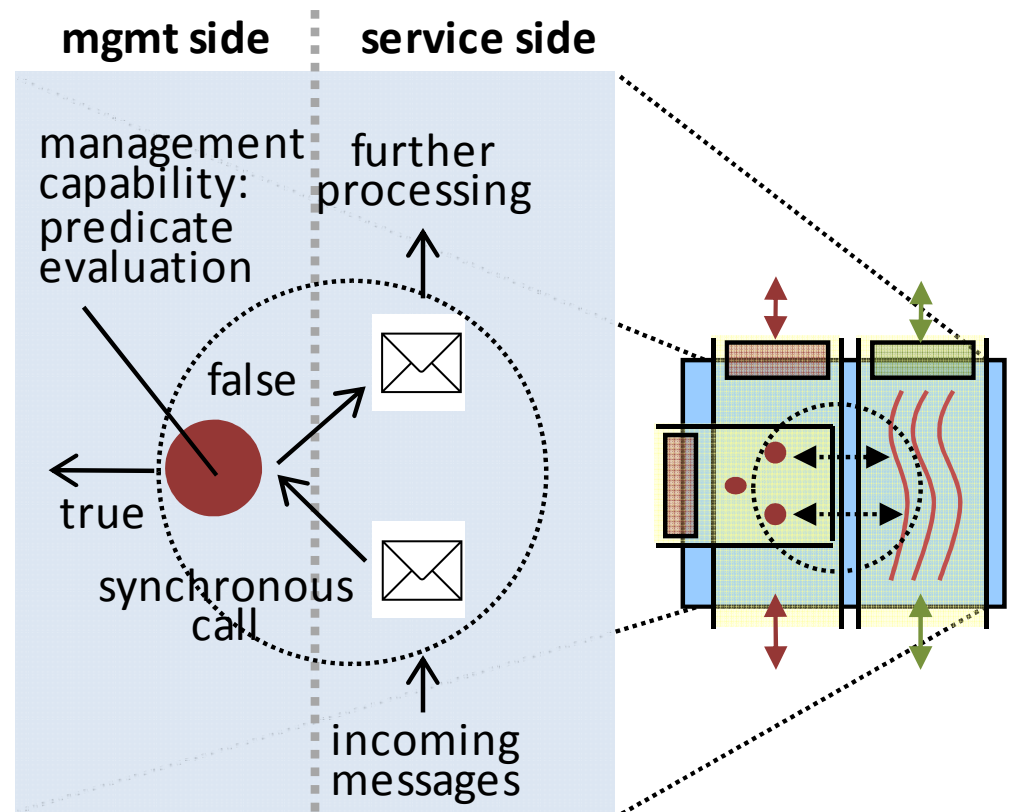 mgmt side
service side
management
capability:
predicate
evaluation
further
processing
false
true
synchronous
call
incoming
messages